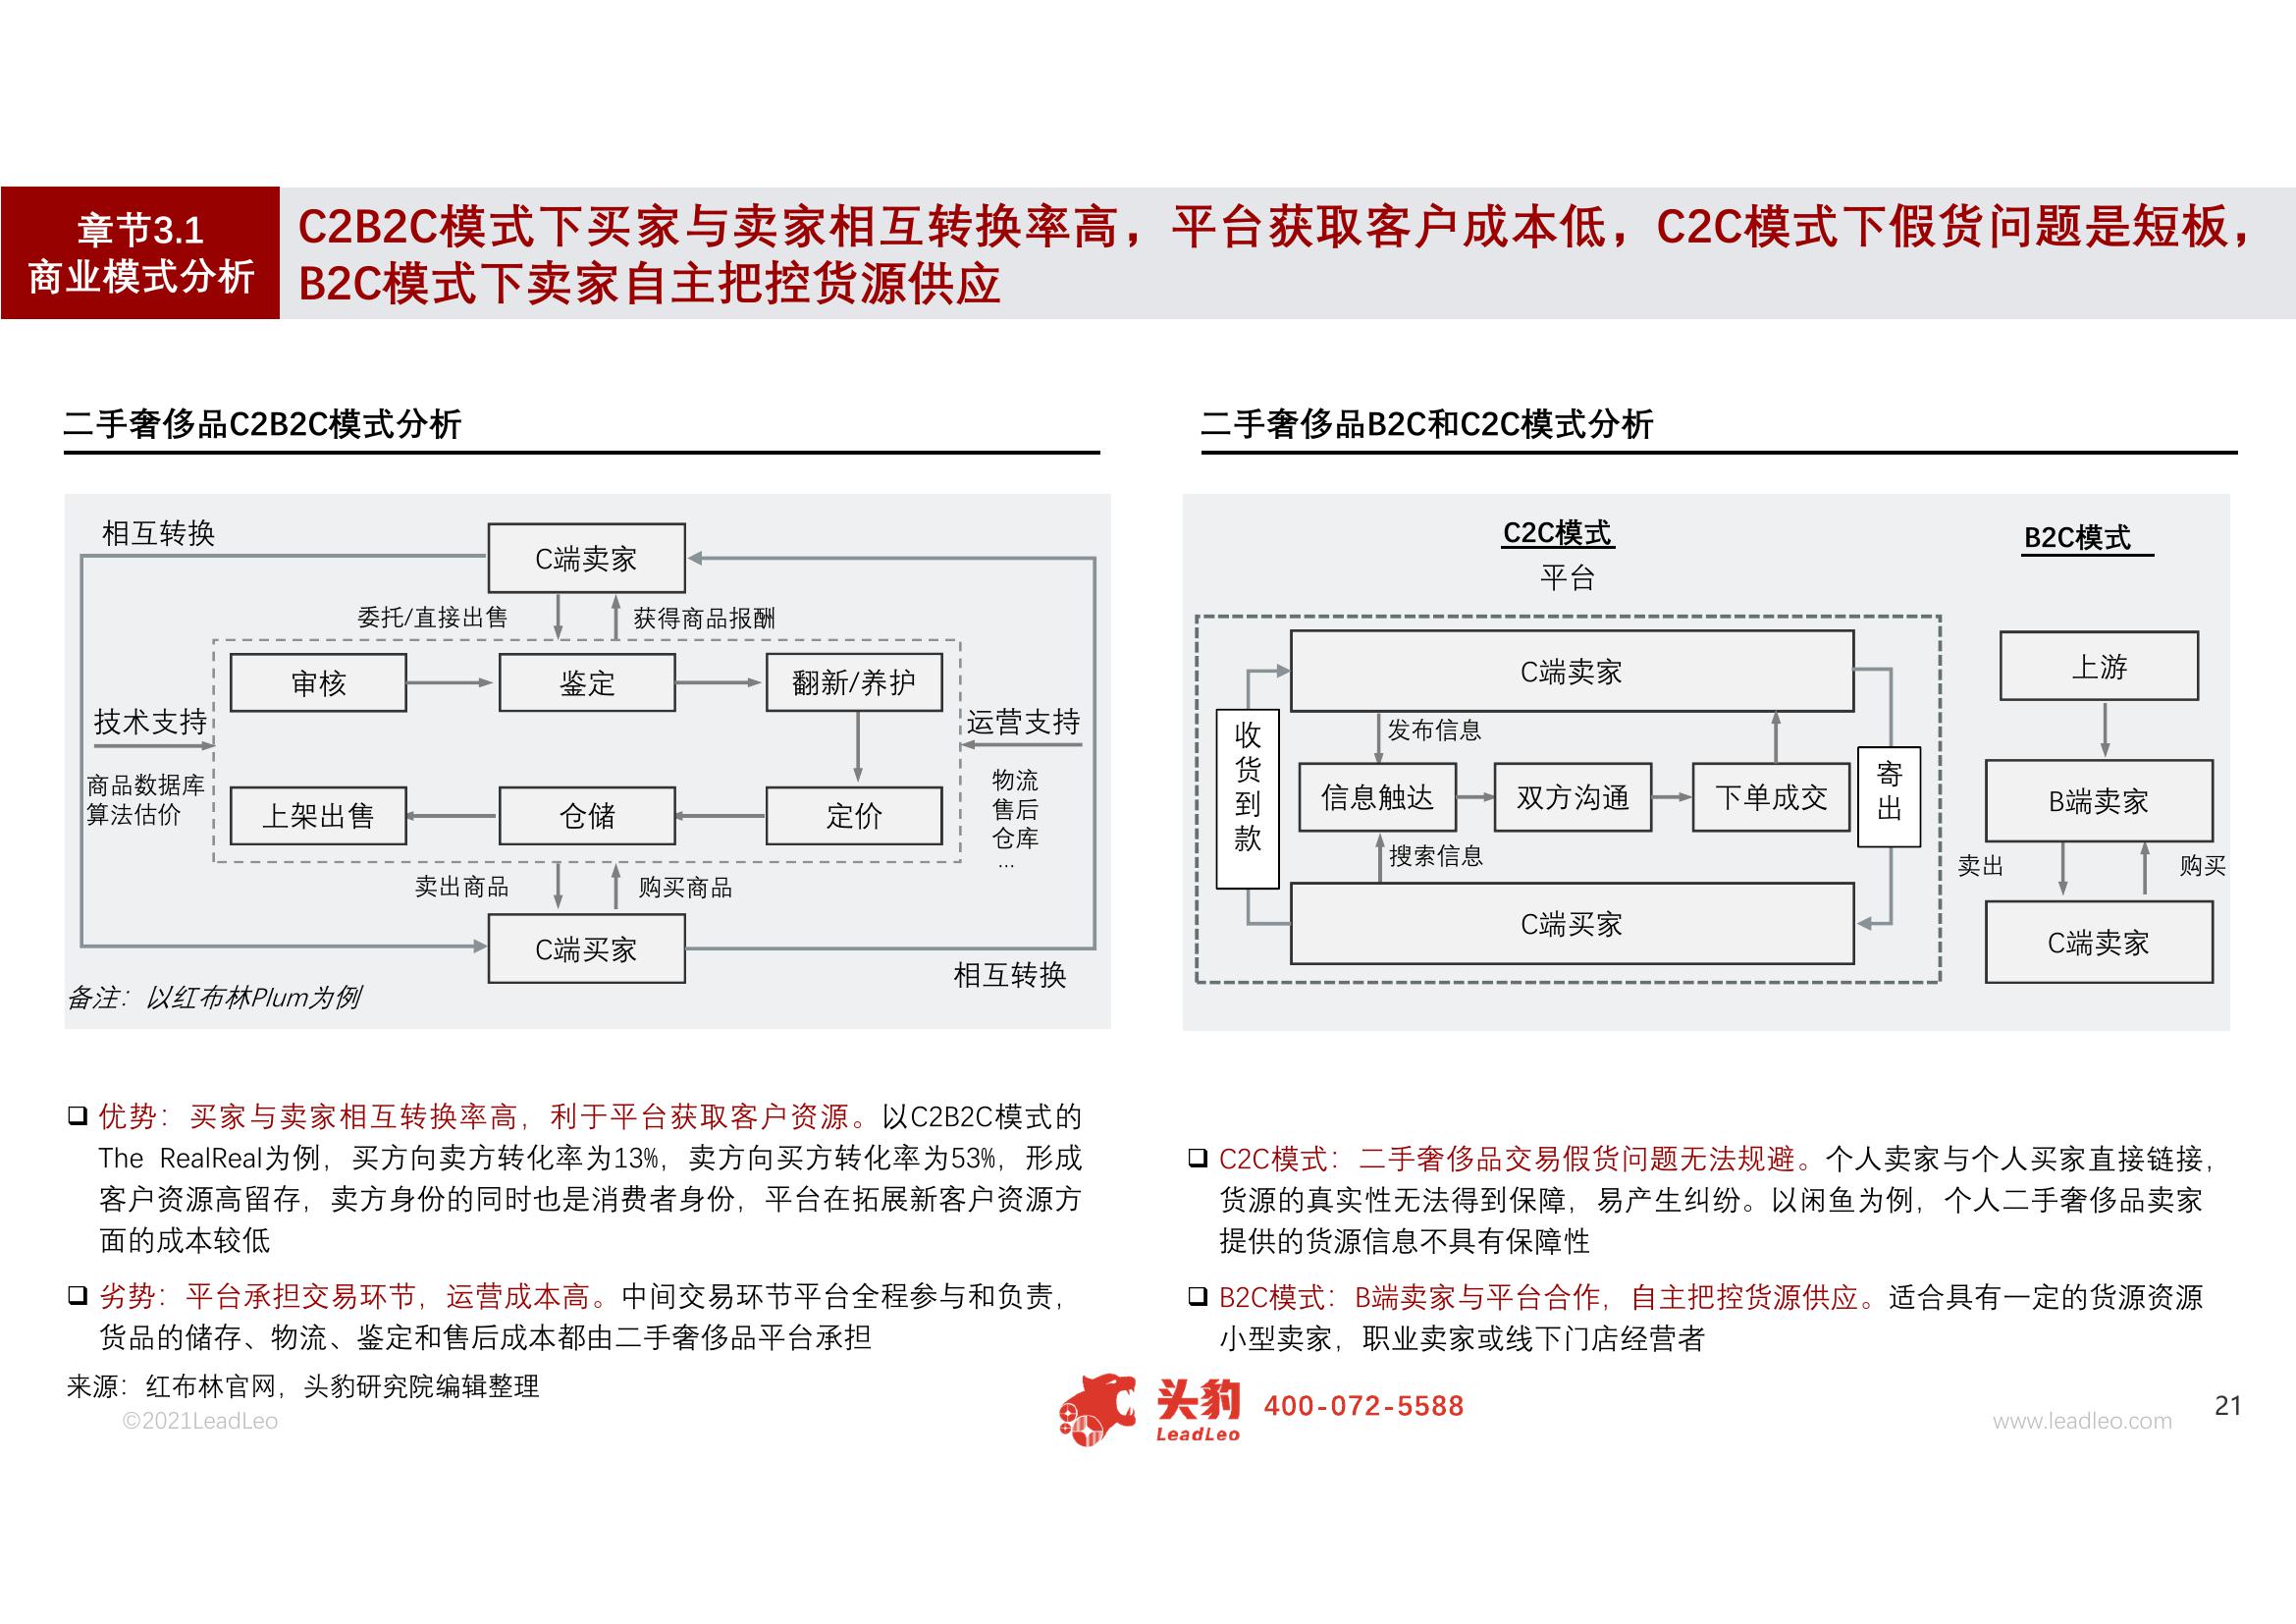 章节3.1
商业模式分析
C2B2C模式下买家与卖家相互转换率高，平台获取客户成本低，C2C模式下假货问题是短板，
B2C模式下卖家自主把控货源供应
二手奢侈品C2B2C模式分析
相互转换
C端卖家
委托/直接出售
获得商品报酬
审核
鉴定
翻新/养护
技术支持
运营支持
商品数据库
算法估价
物流
售后
仓库
...
上架出售
仓储
定价
卖出商品
购买商品
C端买家
相互转换
备注：以红布林Plum为例
二手奢侈品B2C和C2C模式分析
C2C模式
平台
C端卖家
收货到款
发布信息
寄出
信息触达
双方沟通
下单成交
搜索信息
C端买家
B2C模式
上游
B端卖家
卖出
购买
C端卖家
优势：买家与卖家相互转换率高，利于平台获取客户资源。以C2B2C模式的
The RealReal为例，买方向卖方转化率为13%，卖方向买方转化率为53%，形成
客户资源高留存，卖方身份的同时也是消费者身份，平台在拓展新客户资源方
面的成本较低
劣势：平台承担交易环节，运营成本高。中间交易环节平台全程参与和负责，
货品的储存、物流、鉴定和售后成本都由二手奢侈品平台承担
C2C模式：二手奢侈品交易假货问题无法规避。个人卖家与个人买家直接链接，
货源的真实性无法得到保障，易产生纠纷。以闲鱼为例，个人二手奢侈品卖家
提供的货源信息不具有保障性
B2C模式：B端卖家与平台合作，自主把控货源供应。适合具有一定的货源资源
小型卖家，职业卖家或线下门店经营者
来源：红布林官网，头豹研究院编辑整理
©2021LeadLeo
头豹
LeadLeo
400-072-5588
www.leadleo.com
21